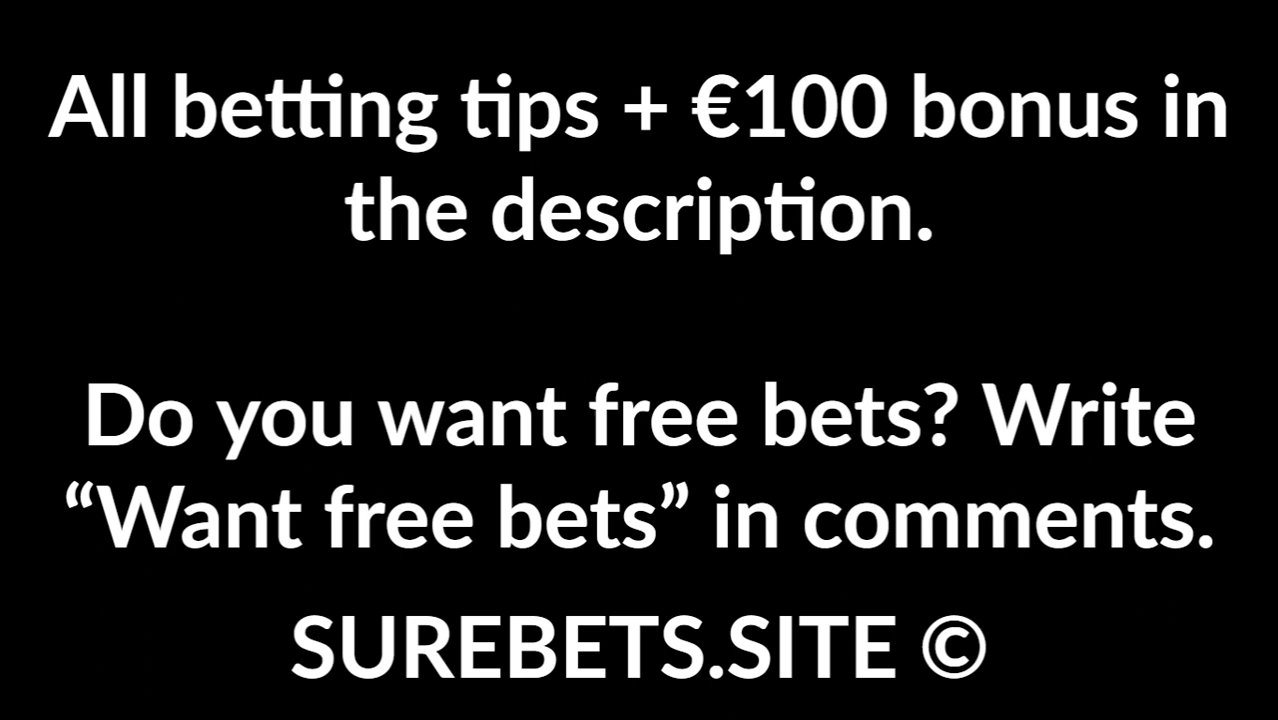 All betting tips + €100 bonus in
the description.
Do you want free bets? Write
“Want free bets” in comments.
SUREBETS.SITE ©